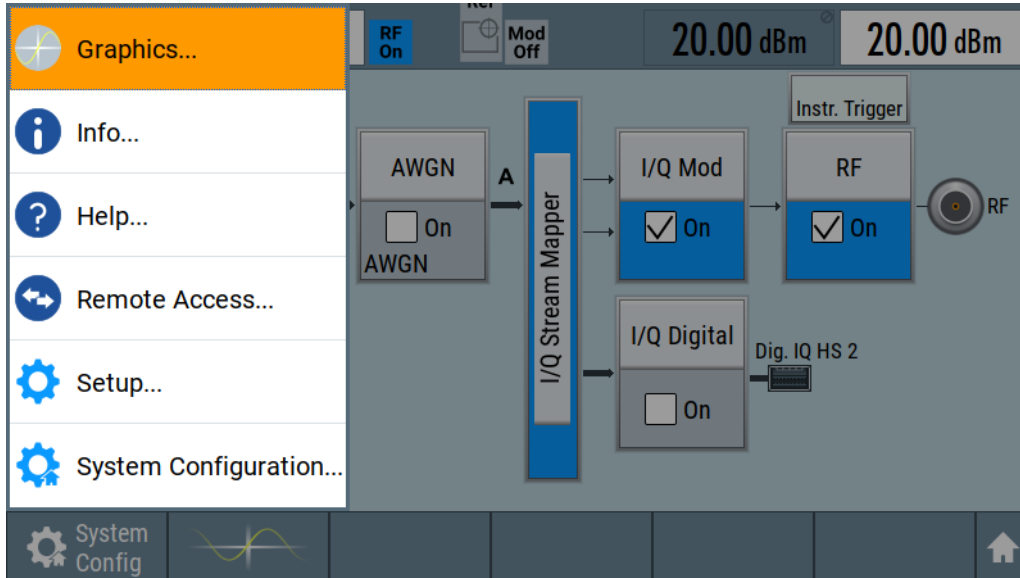 Graphics...
Info...
Help...
Remote Access...
Setup...
System Configuration...
RF
On
Ref
Mod
Off
20.00 dBm
20.00 dBm
Instr. Trigger
AWGN
On
AWGN
A
I/Q Stream Mapper
I/Q Mod
On
RF
On
RF
I/Q Digital
On
Dig. IQ HS 2
System
Config